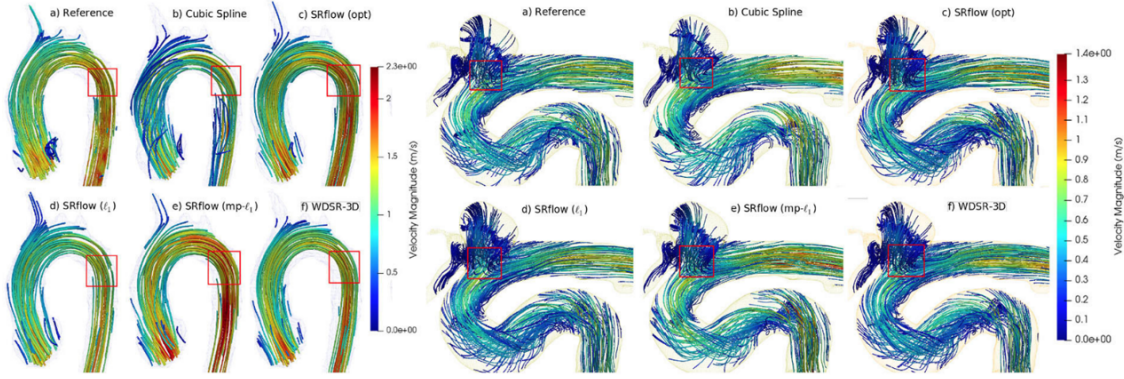 a) Reference
b) Cubic Spline
c) SRflow (opt)
d) SRflow (ℓ₁)
e) SRflow (mp-ℓ₁)
f) WDSR-3D
2.3e+00
2
1.5
1
0.5
0.0e+00
Velocity Magnitude (m/s)
a) Reference
b) Cubic Spline
c) SRflow (opt)
d) SRflow (ℓ₁)
e) SRflow (mp-ℓ₁)
f) WDSR-3D
1.4e+00
1.3
1.2
1.1
1
0.9
0.8
0.7
0.6
0.5
0.4
0.3
0.2
0.1
0.0e+00
Velocity Magnitude (m/s)